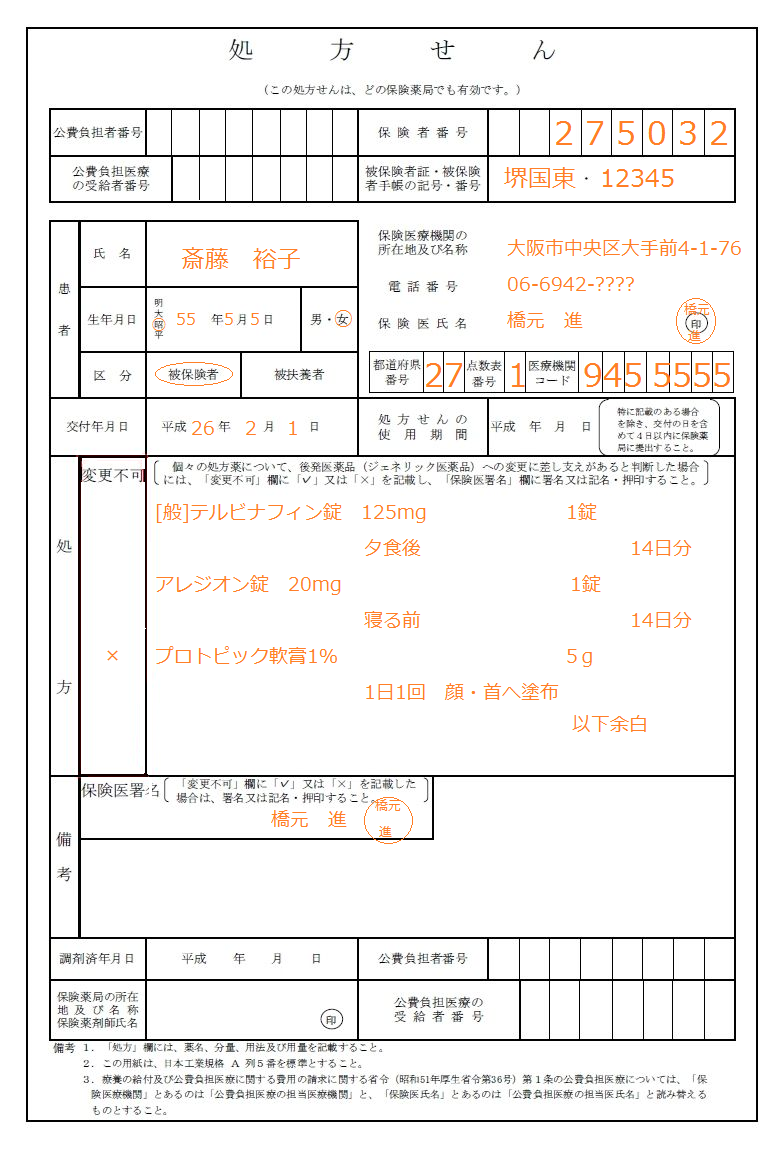 処方せん
（この処方せんは、どの保険薬局でも有効です。）
公費負担者番号
保険者番号 275032
公費負担医療の受給者番号
被保険者証・被保険者手帳の記号・番号 堺国東・12345
患者
氏名 斎藤 裕子
保険医療機関の所在地及び名称 大阪市中央区大手前4-1-76
電話番号 06-6942-????
生年月日 明大昭平 55年5月5日 男・女
保険医氏名 橋元 進 橋元 印 進
区分 被保険者 被扶養者
都道府県番号 27 点数表番号 1 医療機関コード 9455555
交付年月日 平成26年 2月 1日
処方せんの使用期間 平成 年 月 日
特に記載のある場合
を除き、交付の日を含
めて４日以内に保険薬
局に提出すること。
処方
変更不可
個々の処方薬について、後発医薬品（ジェネリック医薬品）への変更に差し支えがあると判断した場合
には、「変更不可」欄に「✓」又は「×」を記載し、「保険医署名」欄に署名又は記名・押印すること。
[般]テルビナフィン錠 125mg 1錠
夕食後 14日分
アレジオン錠 20mg 1錠
寝る前 14日分
× プロトピック軟膏1% 5g
1日1回 顔・首へ塗布
以下余白
備考
保険医署名
「変更不可」欄に「✓」又は「×」を記載した
場合は、署名又は記名・押印すること。
橋元 進 橋元 進
調剤済年月日 平成 年 月 日
公費負担者番号
保険薬局の所在地及び名称保険薬剤師氏名 印
公費負担医療の受給者番号
備考 1．「処方」欄には、薬名、分量、用法及び用量を記載すること。
2．この用紙は、日本工業規格 A 列５番を標準とすること。
3．療養の給付及び公費負担医療に関する費用の請求に関する省令（昭和51年厚生省令第36号）第１条の公費負担医療については、「保
険医療機関」とあるのは「公費負担医療の担当医療機関」と、「保険医氏名」とあるのは「公費負担医療の担当医氏名」と読み替える
ものとすること。